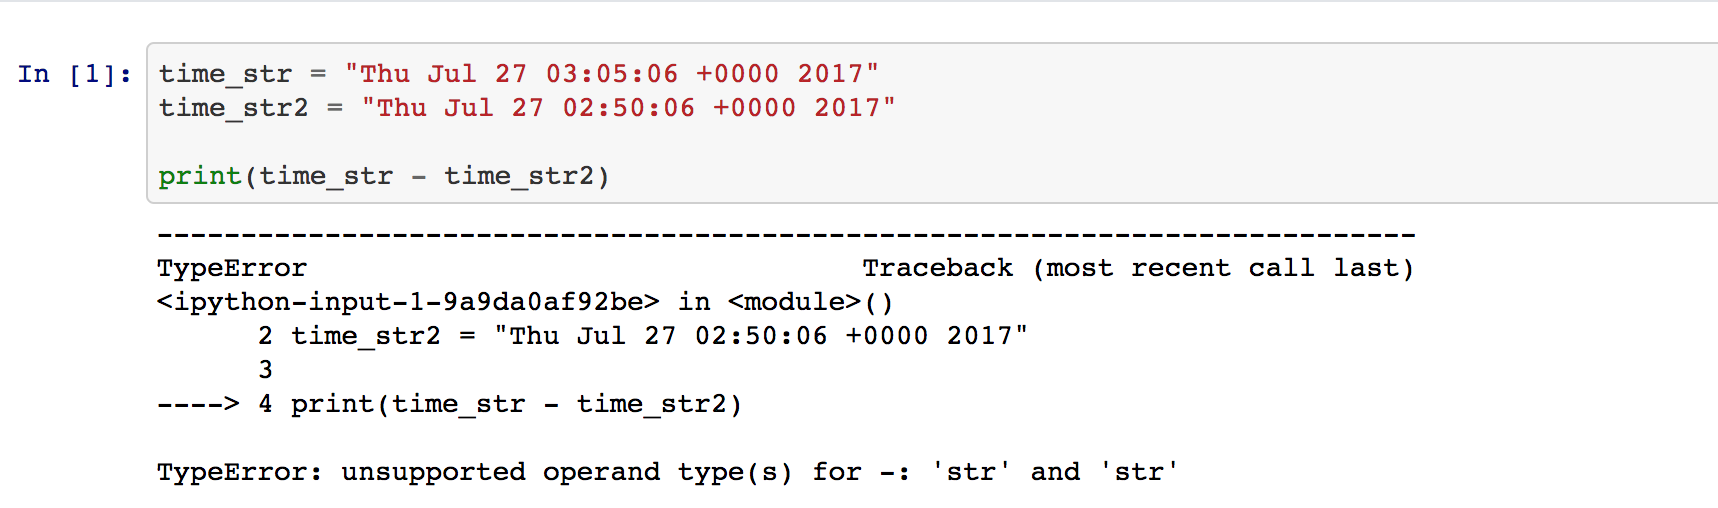 In [1]: time_str = "Thu Jul 27 03:05:06 +0000 2017"
time_str2 = "Thu Jul 27 02:50:06 +0000 2017"

print(time_str - time_str2)

---------------------------------------------------------------------------
TypeError                                 Traceback (most recent call last)
<ipython-input-1-9a9da0af92be> in <module>()
      2 time_str2 = "Thu Jul 27 02:50:06 +0000 2017"
      3
----> 4 print(time_str - time_str2)

TypeError: unsupported operand type(s) for -: 'str' and 'str'